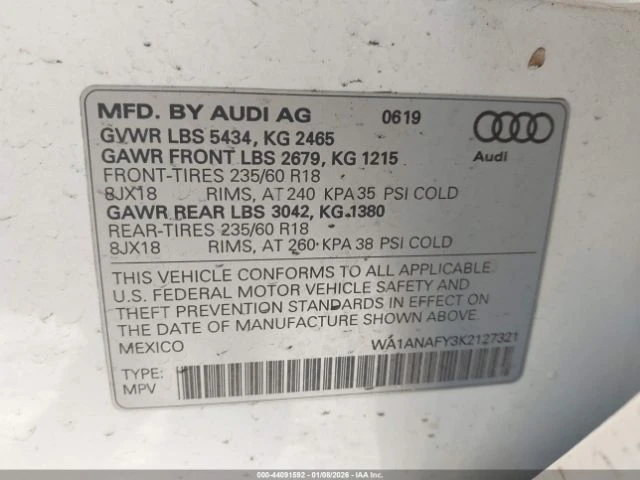 MFD. BY AUDI AG 0619
GVWR LBS 5434, KG 2465
GAWR FRONT LBS 2679, KG 1215
FRONT-TIRES 235/60 R18
8JX18 RIMS, AT 240 KPA 35 PSI COLD
GAWR REAR LBS 3042, KG 1380
REAR-TIRES 235/60 R18
8JX18 RIMS, AT 260 KPA 38 PSI COLD
Audi
THIS VEHICLE CONFORMS TO ALL APPLICABLE
U.S. FEDERAL MOTOR VEHICLE SAFETY AND
THEFT PREVENTION STANDARDS IN EFFECT ON
THE DATE OF MANUFACTURE SHOWN ABOVE.
MEXICO WA1ANAFY3K2127321
TYPE:
MPV
000-44091592 - 01/08/2026 - IAAI.COM